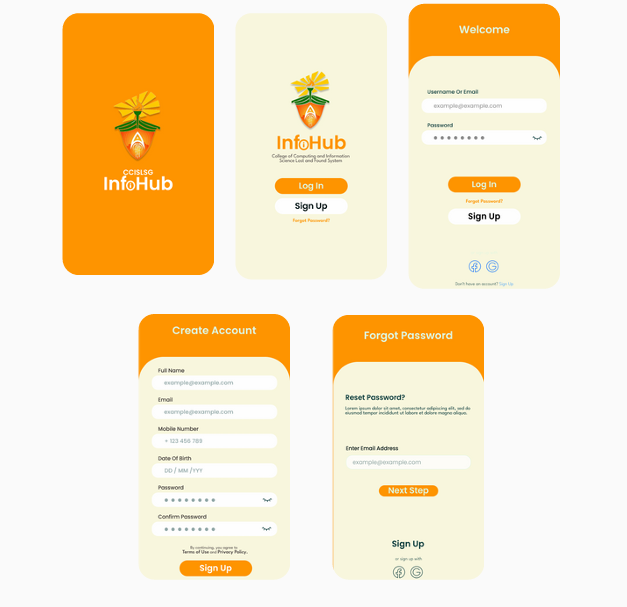 CCISLSG
InfoHub
InfoHub
College of Computing and Information
Science Lost and Found System
Log In
Sign Up
Forgot Password?
Welcome
Username Or Email
example@example.com
Password
Log In
Forgot Password?
Sign Up
Don't have an account? Sign Up
Create Account
Full Name
example@example.com
Email
example@example.com
Mobile Number
+ 123 456 789
Date Of Birth
DD / MM /YYY
Password
Confirm Password
By continuing, you agree to
Terms of Use and Privacy Policy.
Sign Up
Forgot Password
Reset Password?
Lorem ipsum dolor sit amet, consectetur adipiscing elit, sed do
eiusmod tempor incididunt ut labore et dolore magna aliqua.
Enter Email Address
example@example.com
Next Step
Sign Up
or sign up with